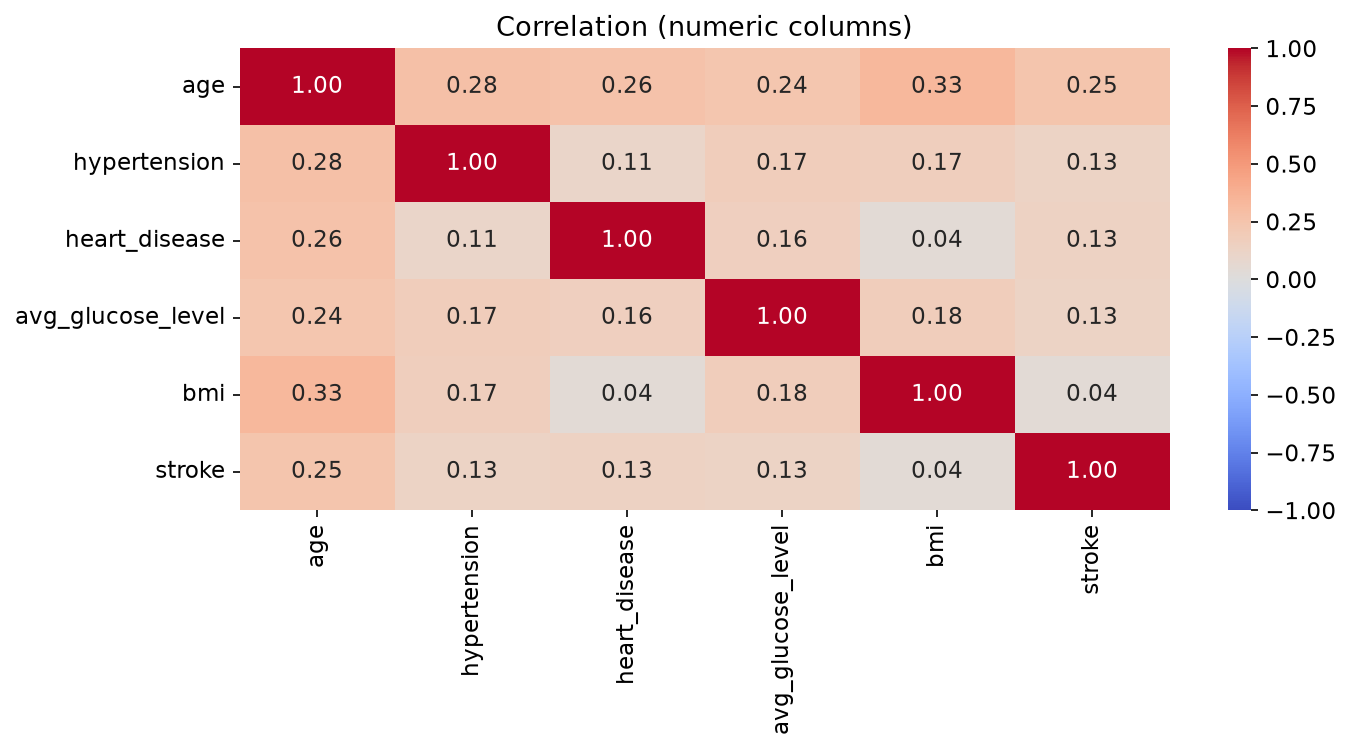 Correlation (numeric columns)
age 1.00 0.28 0.26 0.24 0.33 0.25
hypertension 0.28 1.00 0.11 0.17 0.17 0.13
heart_disease 0.26 0.11 1.00 0.16 0.04 0.13
avg_glucose_level 0.24 0.17 0.16 1.00 0.18 0.13
bmi 0.33 0.17 0.04 0.18 1.00 0.04
stroke 0.25 0.13 0.13 0.13 0.04 1.00
age
hypertension
heart_disease
avg_glucose_level
bmi
stroke
1.00
0.75
0.50
0.25
0.00
−0.25
−0.50
−0.75
−1.00